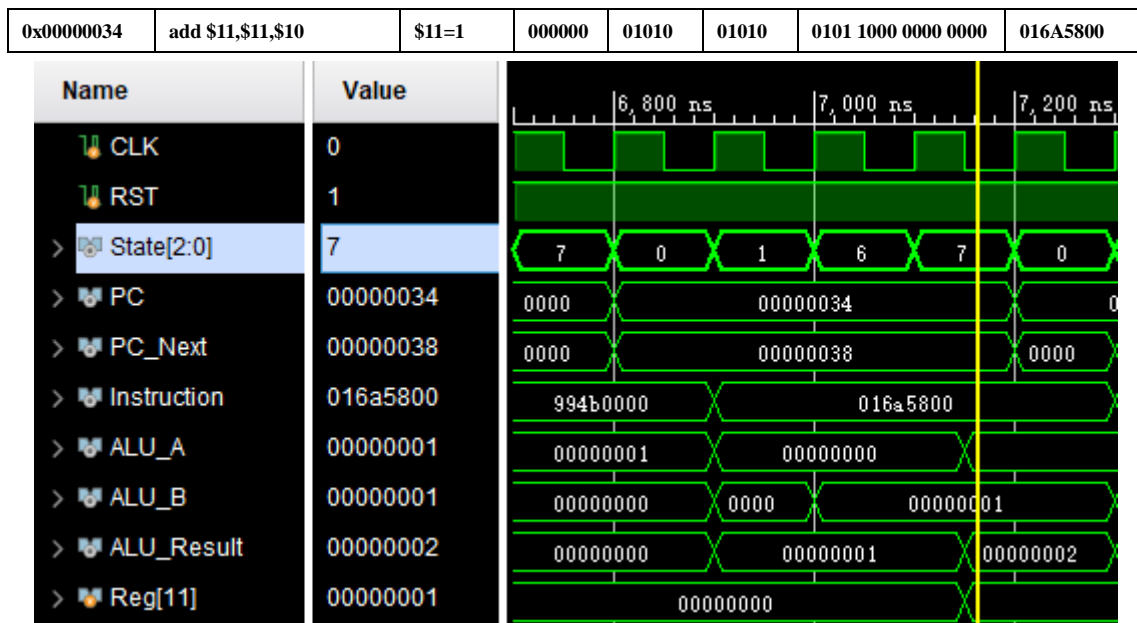 0x00000034 add $11,$11,$10 $11=1 000000 01010 01010 0101 1000 0000 0000 016A5800
Name Value 6,800 ns 7,000 ns 7,200 ns
CLK 0
RST 1
State[2:0] 7 7 0 1 6 7 0
PC 00000034 0000 00000034 0
PC_Next 00000038 0000 00000038 0000
Instruction 016a5800 994b0000 016a5800
ALU_A 00000001 00000001 00000000
ALU_B 00000001 00000000 0000 00000001
ALU_Result 00000002 00000000 00000001 00000002
Reg[11] 00000001 00000000